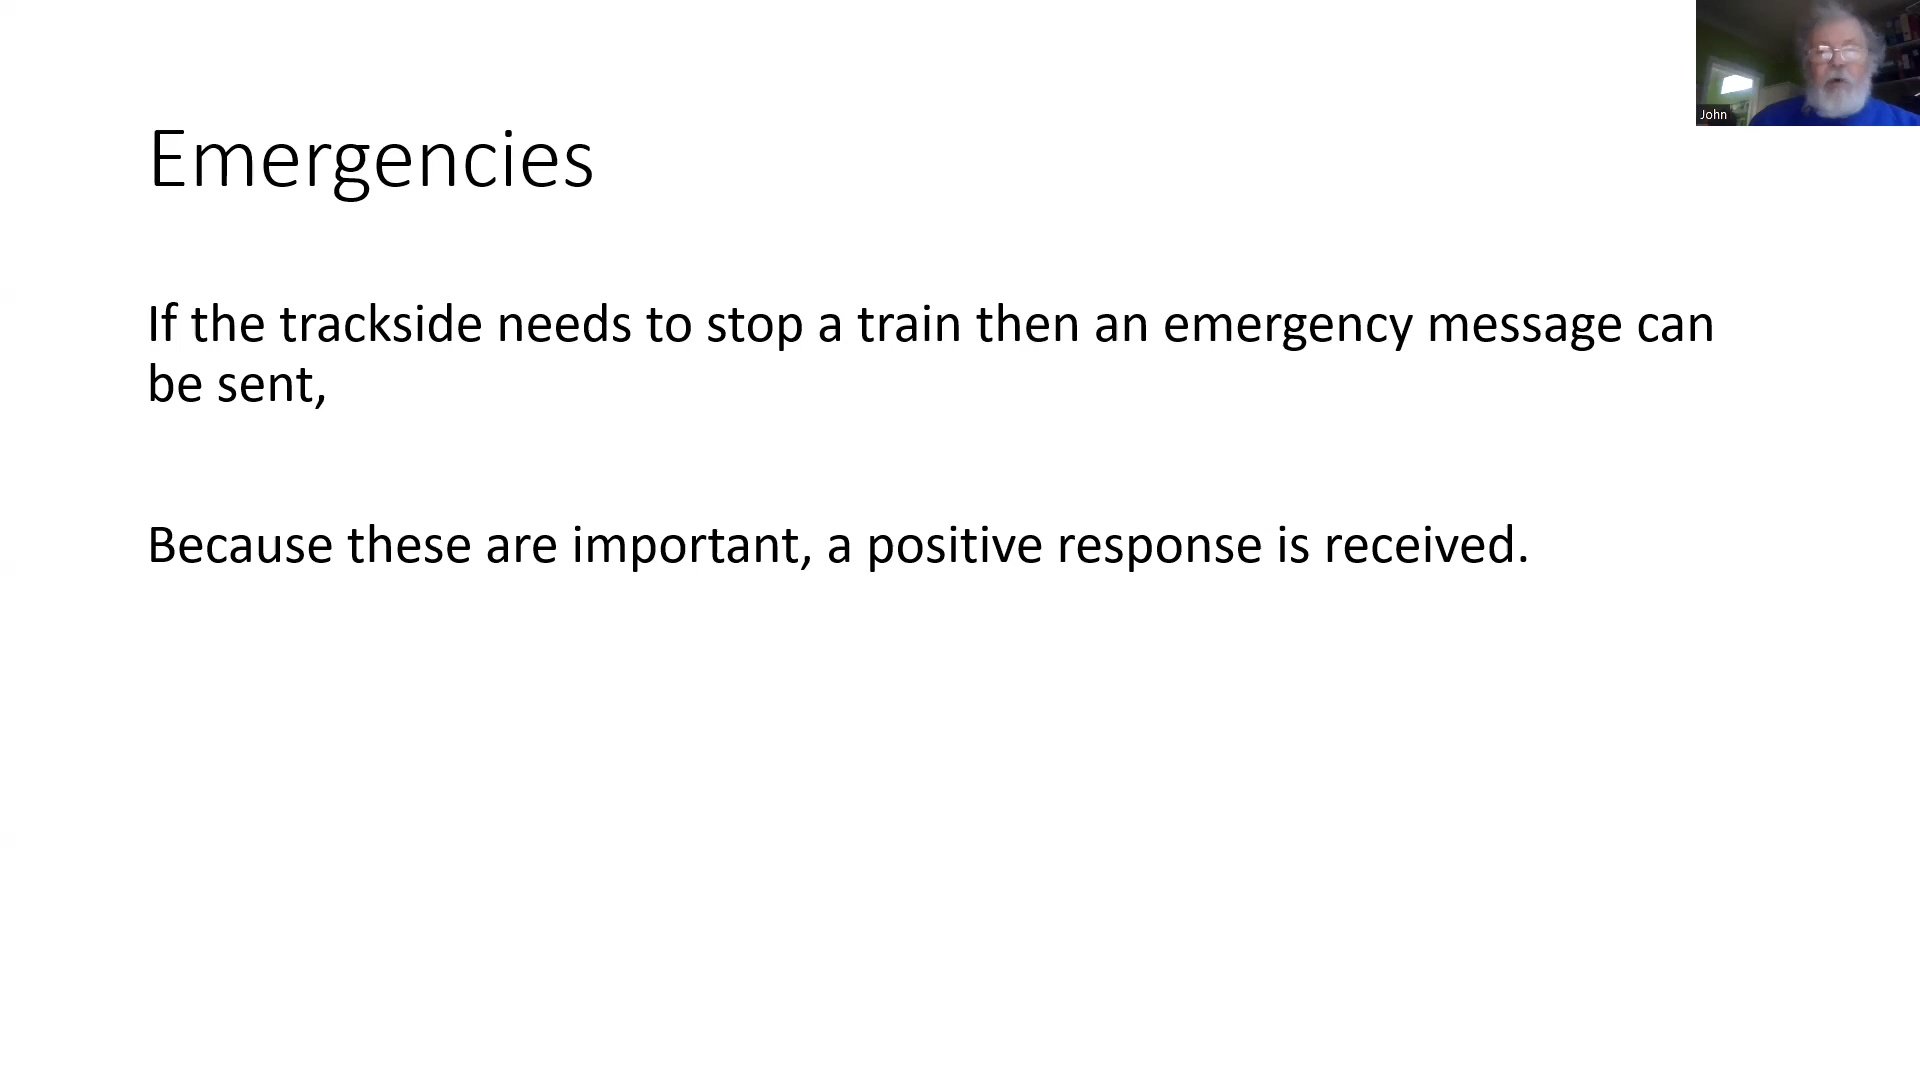 Emergencies
If the trackside needs to stop a train then an emergency message can
be sent,
Because these are important, a positive response is received.
John